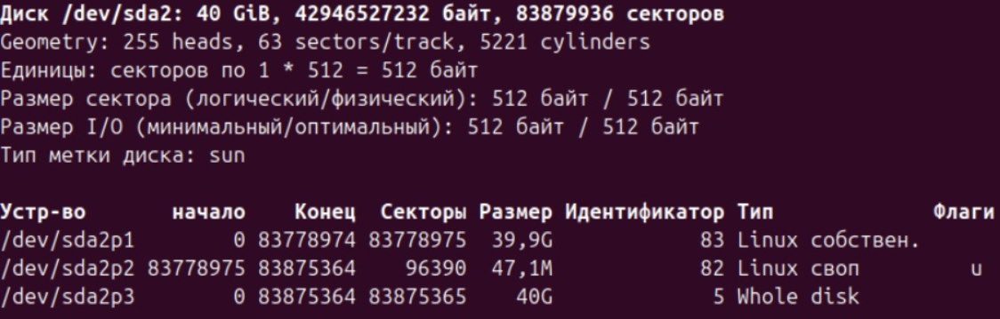 Диск /dev/sda2: 40 GiB, 42946527232 байт, 83879936 секторов
Geometry: 255 heads, 63 sectors/track, 5221 cylinders
Единицы: секторов по 1 * 512 = 512 байт
Размер сектора (логический/физический): 512 байт / 512 байт
Размер I/O (минимальный/оптимальный): 512 байт / 512 байт
Тип метки диска: sun
Устр-во начало Конец Секторы Размер Идентификатор Тип Флаги
/dev/sda2p1 0 83778974 83778975 39,9G 83 Linux собствен.
/dev/sda2p2 83778975 83875364 96390 47,1M 82 Linux своп u
/dev/sda2p3 0 83875364 83875365 40G 5 Whole disk